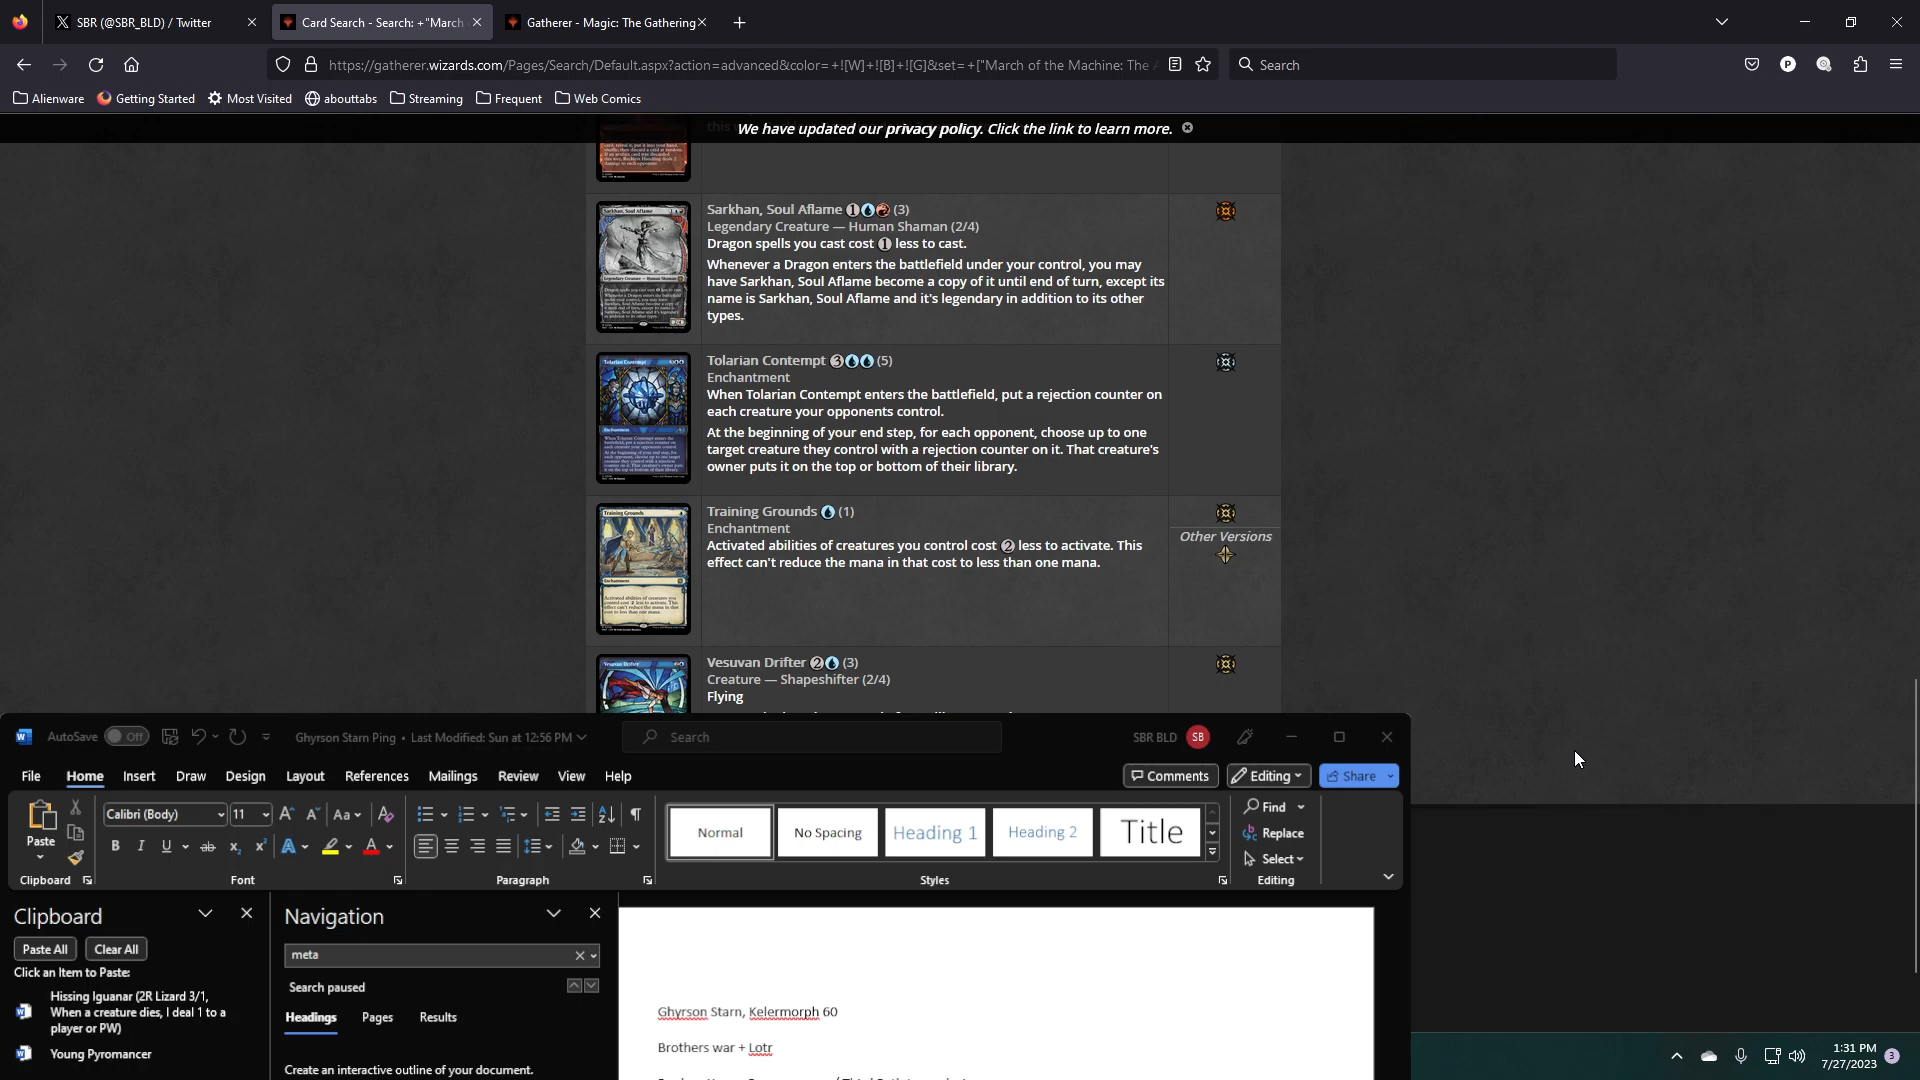 SBR (@SBR_BLD) / Twitter
Card Search - Search: +"March
Gatherer - Magic: The Gathering
https://gatherer.wizards.com/Pages/Search/Default.aspx?action=advanced&color=+![W]+![B]+![G]&set=+["March of the Machine: The A
Search
Alienware
Getting Started
Most Visited
abouttabs
Streaming
Frequent
Web Comics
We have updated our privacy policy. Click the link to learn more.
Sarkhan, Soul Aflame 1 (3)
Legendary Creature — Human Shaman (2/4)
Dragon spells you cast cost 1 less to cast.
Whenever a Dragon enters the battlefield under your control, you may
have Sarkhan, Soul Aflame become a copy of it until end of turn, except its
name is Sarkhan, Soul Aflame and it's legendary in addition to its other
types.
Tolarian Contempt 3 (5)
Enchantment
When Tolarian Contempt enters the battlefield, put a rejection counter on
each creature your opponents control.
At the beginning of your end step, for each opponent, choose up to one
target creature they control with a rejection counter on it. That creature's
owner puts it on the top or bottom of their library.
Training Grounds (1)
Enchantment
Activated abilities of creatures you control cost 2 less to activate. This
effect can't reduce the mana in that cost to less than one mana.
Other Versions
Vesuvan Drifter 2 (3)
Creature — Shapeshifter (2/4)
Flying
AutoSave Off
Ghyrson Starn Ping • Last Modified: Sun at 12:56 PM
Search
SBR BLD SB
File Home Insert Draw Design Layout References Mailings Review View Help
Comments Editing Share
Paste
Calibri (Body) 11
Normal No Spacing Heading 1 Heading 2 Title
Find
Replace
Select
Clipboard Font Paragraph Styles Editing
Clipboard
Paste All Clear All
Click an Item to Paste:
Hissing Iguanar (2R Lizard 3/1,
When a creature dies, I deal 1 to a
player or PW)
Young Pyromancer
Navigation
meta
Search paused
Headings Pages Results
Create an interactive outline of your document.
Ghyrson Starn, Kelermorph 60
Brothers war + Lotr
1:31 PM
7/27/2023
3